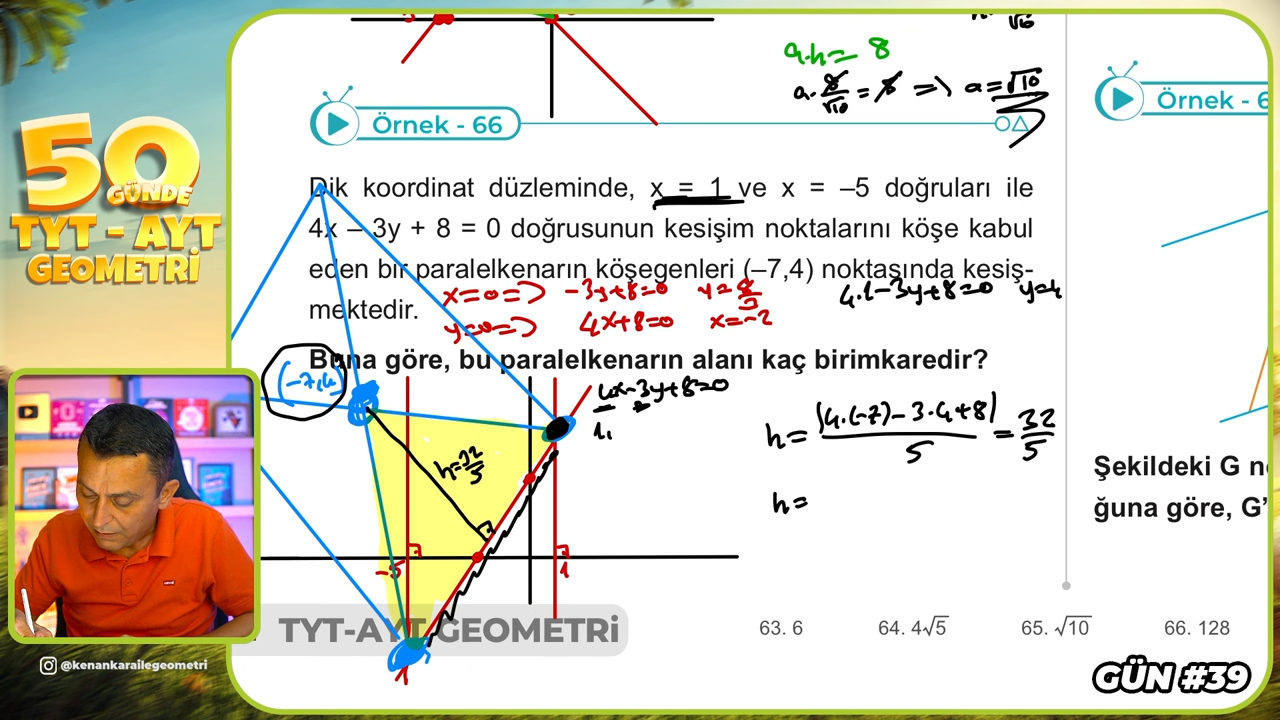 50
GÜNDE
TYT - AYT
GEOMETRİ
a.h = 8
a. 8/√10 = 8 => a = √10
Örnek - 66
Örnek - 6
Dik koordinat düzleminde, x = 1 ve x = –5 doğruları ile
4x – 3y + 8 = 0 doğrusunun kesişim noktalarını köşe kabul
eden bir paralelkenarın köşegenleri (–7,4) noktasında kesiş-
mektedir.
x=0 => -3y+8=0 y=8/3
4.1-3y+8=0 y=4
y=0 => 4x+8=0 x=-2
Buna göre, bu paralelkenarın alanı kaç birimkaredir?
(-7,4)
4x-3y+8=0
h=32/5
-5
1
h= |4.(-7)-3.4+8| / 5 = 32/5
h=
Şekildeki G n
ğuna göre, G’
TYT-AYT GEOMETRİ
63. 6
64. 4√5
65. √10
66. 128
@kenankarailegeometri
GÜN #39